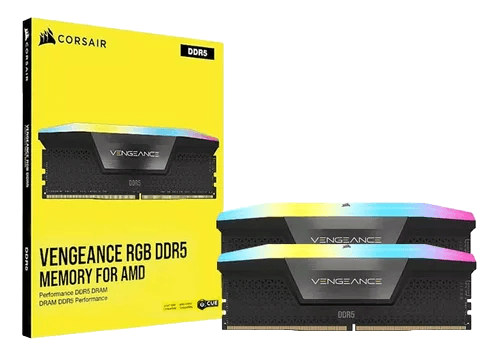 CORSAIR
DDR5
VENGEANCE
DDR5
VENGEANCE RGB DDR5
MEMORY FOR AMD
Performance DDR5 DRAM
DRAM DDR5 Performance
CUE
DDR5
VENGEANCE
VENGEANCE
DDR5